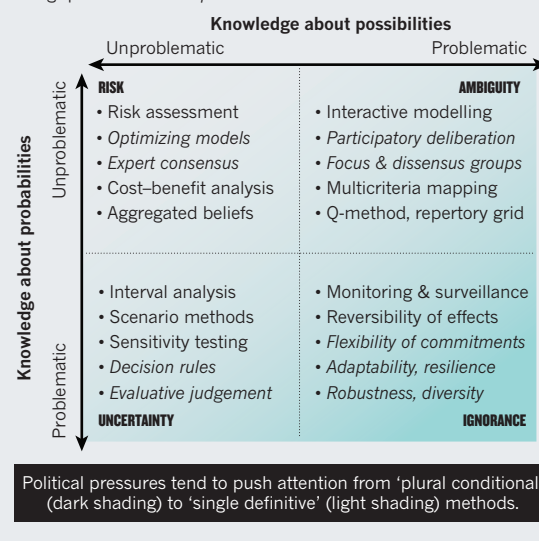 Knowledge about possibilities
Unproblematic Problematic
Knowledge about probabilities
Unproblematic
Problematic
RISK
• Risk assessment
• Optimizing models
• Expert consensus
• Cost–benefit analysis
• Aggregated beliefs
AMBIGUITY
• Interactive modelling
• Participatory deliberation
• Focus & dissensus groups
• Multicriteria mapping
• Q-method, repertory grid
• Interval analysis
• Scenario methods
• Sensitivity testing
• Decision rules
• Evaluative judgement
UNCERTAINTY
• Monitoring & surveillance
• Reversibility of effects
• Flexibility of commitments
• Adaptability, resilience
• Robustness, diversity
IGNORANCE
Political pressures tend to push attention from ‘plural conditional
(dark shading) to ‘single definitive’ (light shading) methods.